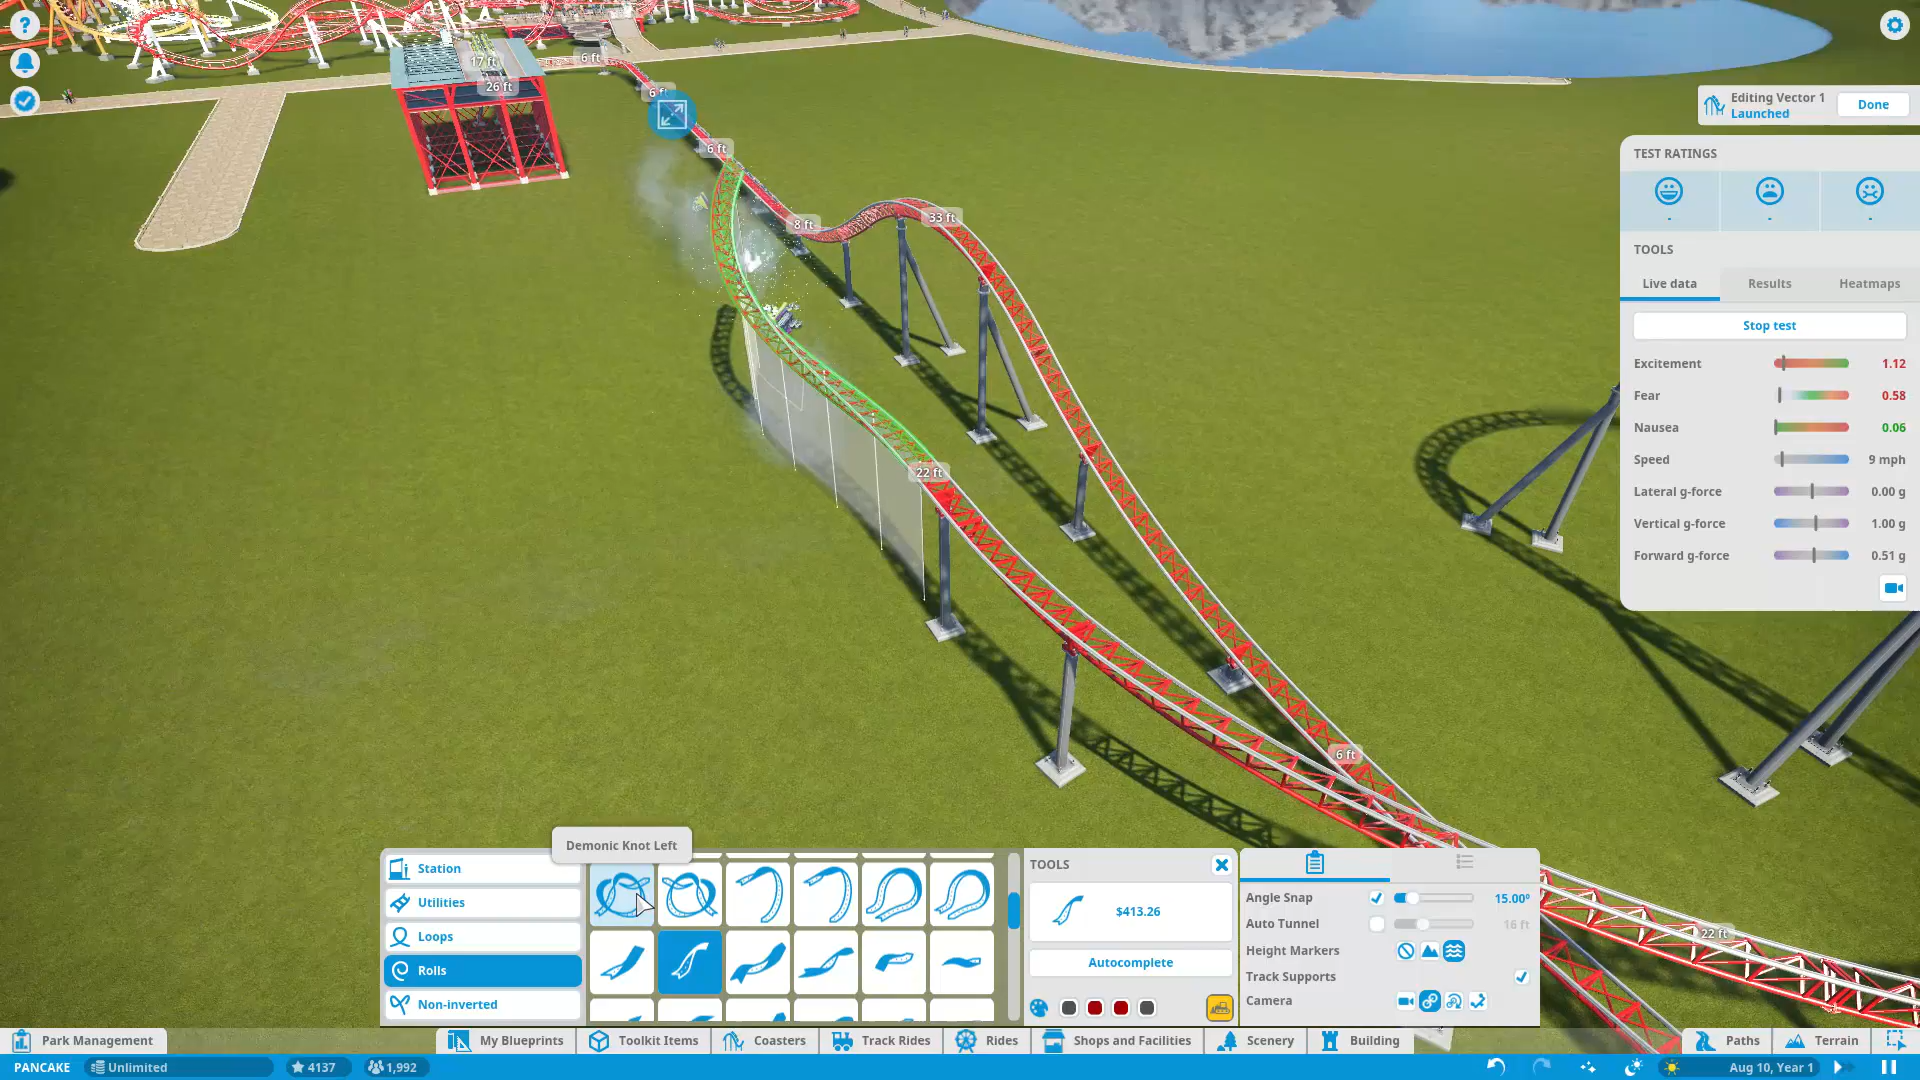 17 ft
6 ft
26 ft
6 ft
6 ft
8 ft
33 ft
22 ft
6 ft
22 ft
Editing Vector 1
Launched
Done
TEST RATINGS
- - -
TOOLS
Live data Results Heatmaps
Stop test
Excitement 1.12
Fear 0.58
Nausea 0.06
Speed 9 mph
Lateral g-force 0.00 g
Vertical g-force 1.00 g
Forward g-force 0.51 g
Demonic Knot Left
Station
Utilities
Loops
Rolls
Non-inverted
TOOLS
$413.26
Autocomplete
Angle Snap 15.00°
Auto Tunnel 16 ft
Height Markers
Track Supports
Camera
Park Management My Blueprints Toolkit Items Coasters Track Rides Rides Shops and Facilities Scenery Building Paths Terrain
PANCAKE Unlimited 4137 1,992 Aug 10, Year 1